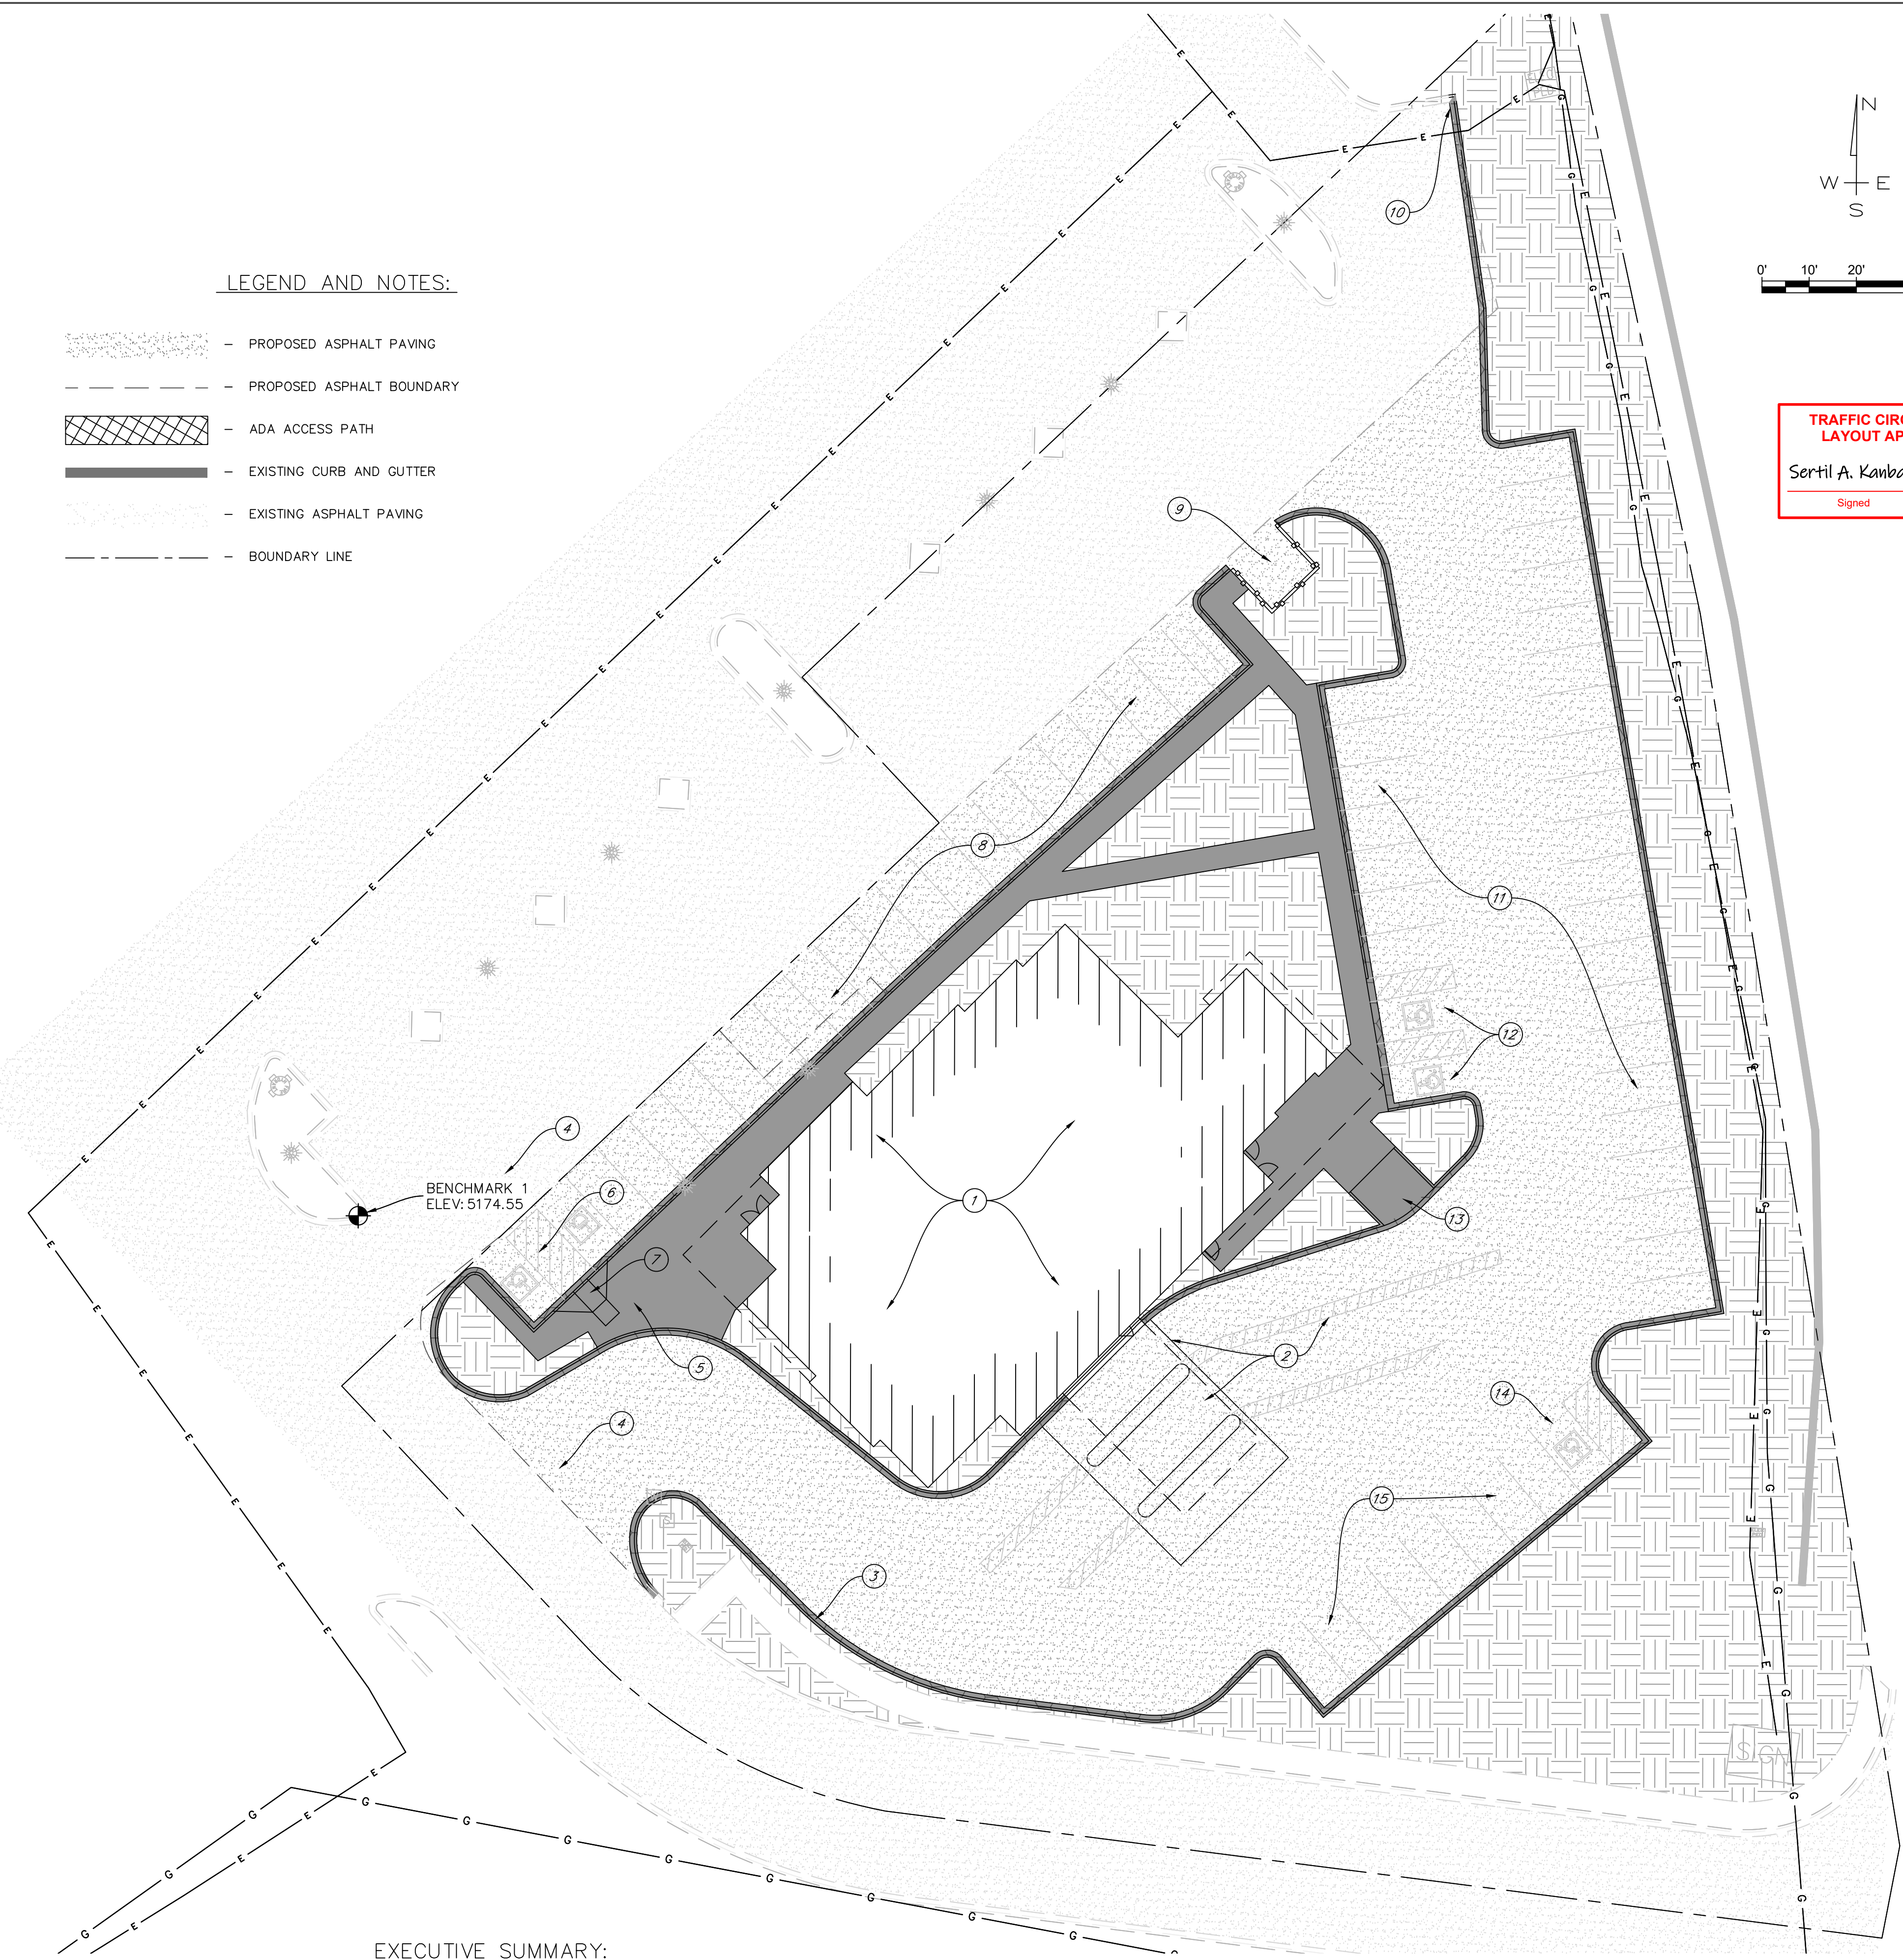 LEGEND AND NOTES:
- PROPOSED ASPHALT PAVING
- PROPOSED ASPHALT BOUNDARY
- ADA ACCESS PATH
- EXISTING CURB AND GUTTER
- EXISTING ASPHALT PAVING
- BOUNDARY LINE
N
W E
S
0' 10' 20'
TRAFFIC CIRC
LAYOUT AP
Sertil A. Kanba
Signed
10
9
8
11
12
4
BENCHMARK 1
ELEV: 5174.55
6
7
1
13
5
2
14
4
15
3
SIGN
EXECUTIVE SUMMARY: